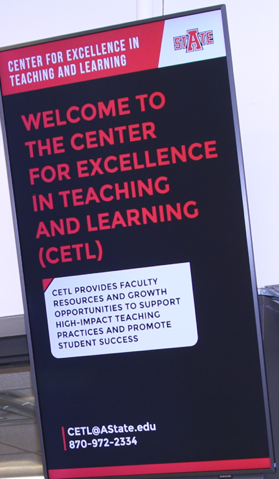 CENTER FOR EXCELLENCE IN
TEACHING AND LEARNING
STATE
WELCOME TO
THE CENTER
FOR EXCELLENCE
IN TEACHING
AND LEARNING
(CETL)
CETL PROVIDES FACULTY
RESOURCES AND GROWTH
OPPORTUNITIES TO SUPPORT
HIGH-IMPACT TEACHING
PRACTICES AND PROMOTE
STUDENT SUCCESS
CETL@AState.edu
870-972-2334